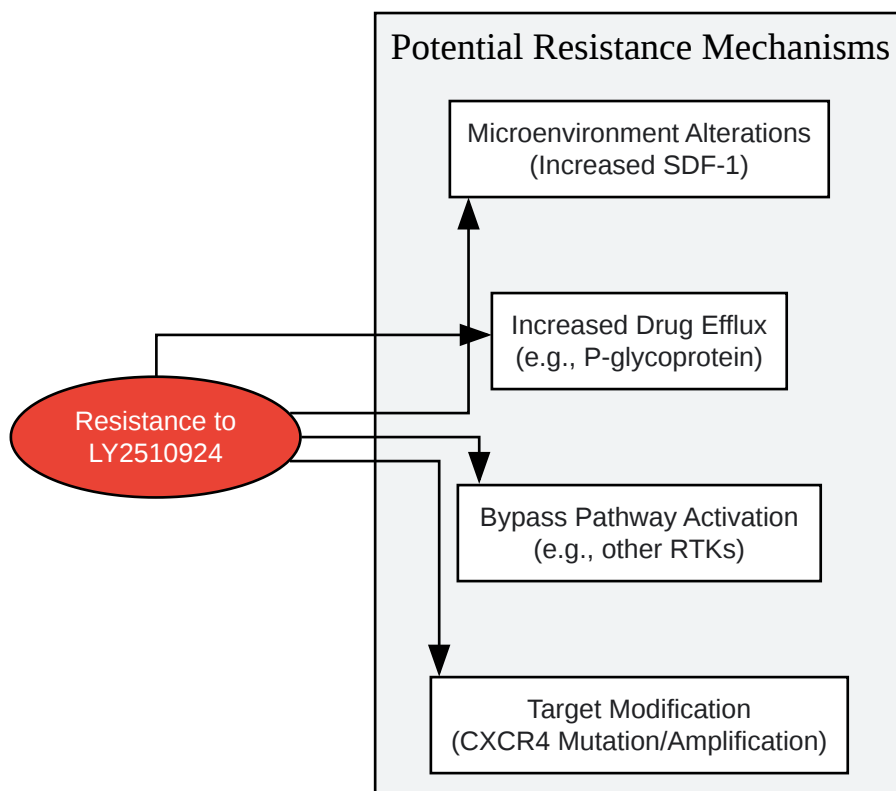 Potential Resistance Mechanisms
Microenvironment Alterations
(Increased SDF-1)
Increased Drug Efflux
(e.g., P-glycoprotein)
Resistance to
LY2510924
Bypass Pathway Activation
(e.g., other RTKs)
Target Modification
(CXCR4 Mutation/Amplification)